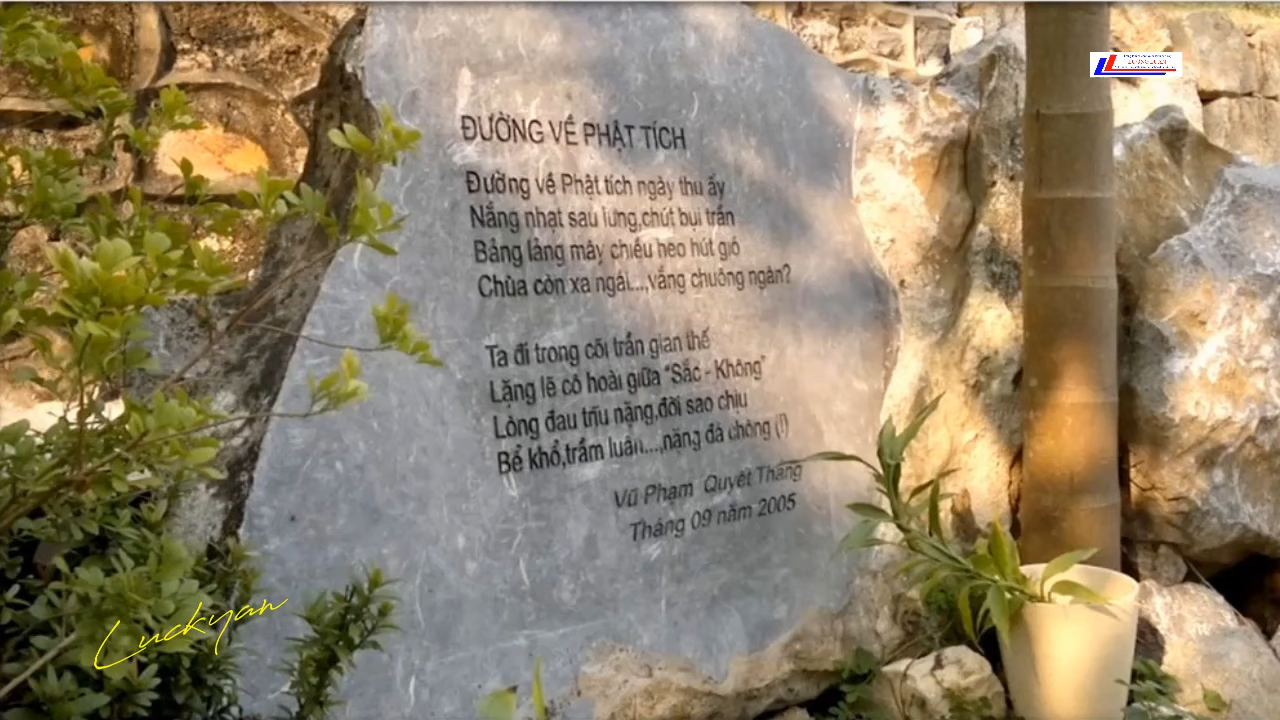 ĐƯỜNG VỀ PHẬT TÍCH
Đường về Phật tích ngày thu ấy
Nắng nhạt sau lưng,chút bụi trần
Bảng lảng mây chiều heo hút gió
Chùa còn xa ngái...,vẳng chuông ngân?
Ta đi trong cõi trần gian thế
Lặng lẽ cô hoài giữa "Sắc - Không"
Lòng đau trĩu nặng,đời sao chịu
Bể khổ,trầm luân...,nặng đá chòng (!)
Vũ Phạm Quyết Thắng
Tháng 09 năm 2005
Luckyan